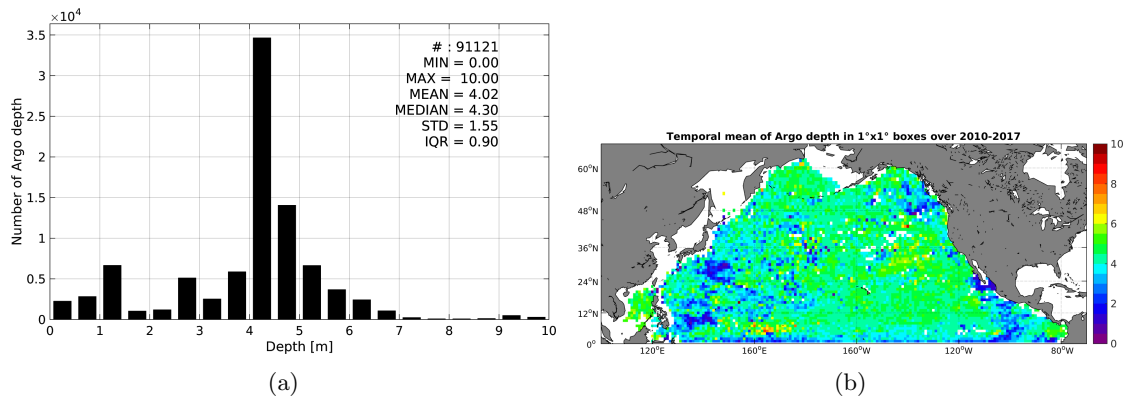 ×10⁴
3.5
3
2.5
2
1.5
1
0.5
0
Number of Argo depth
# : 91121
MIN = 0.00
MAX = 10.00
MEAN = 4.02
MEDIAN = 4.30
STD = 1.55
IQR = 0.90
0 1 2 3 4 5 6 7 8 9 10
Depth [m]
(a)
Temporal mean of Argo depth in 1°x1° boxes over 2010-2017
60°N
48°N
36°N
24°N
12°N
0°
120°E 160°E 160°W 120°W 80°W
10
8
6
4
2
0
(b)